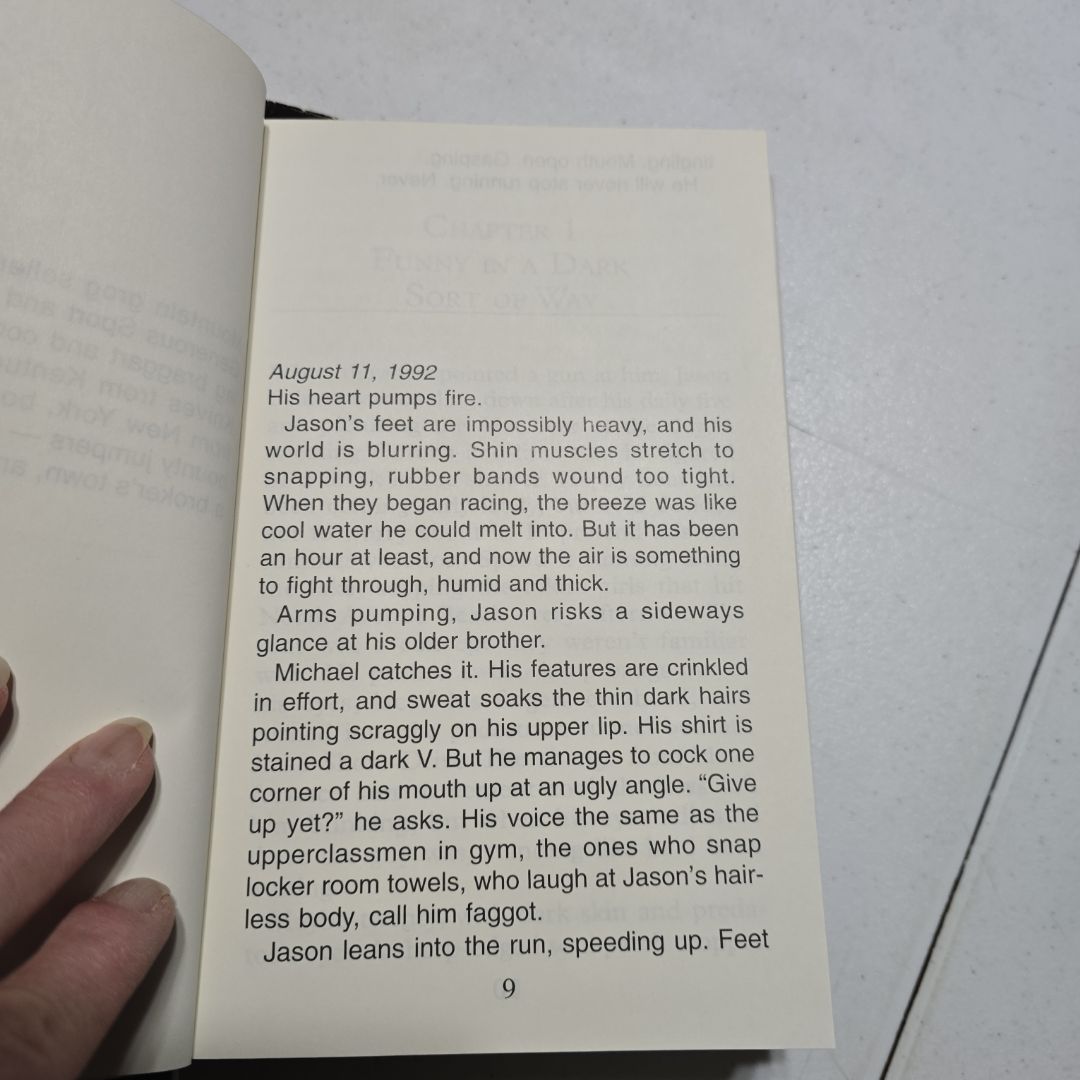 August 11, 1992
His heart pumps fire.
Jason's feet are impossibly heavy, and his
world is blurring. Shin muscles stretch to
snapping, rubber bands wound too tight.
When they began racing, the breeze was like
cool water he could melt into. But it has been
an hour at least, and now the air is something
to fight through, humid and thick.
Arms pumping, Jason risks a sideways
glance at his older brother.
Michael catches it. His features are crinkled
in effort, and sweat soaks the thin dark hairs
pointing scraggly on his upper lip. His shirt is
stained a dark V. But he manages to cock one
corner of his mouth up at an ugly angle. “Give
up yet?” he asks. His voice the same as the
upperclassmen in gym, the ones who snap
locker room towels, who laugh at Jason's hair-
less body, call him faggot.
Jason leans into the run, speeding up. Feet
9